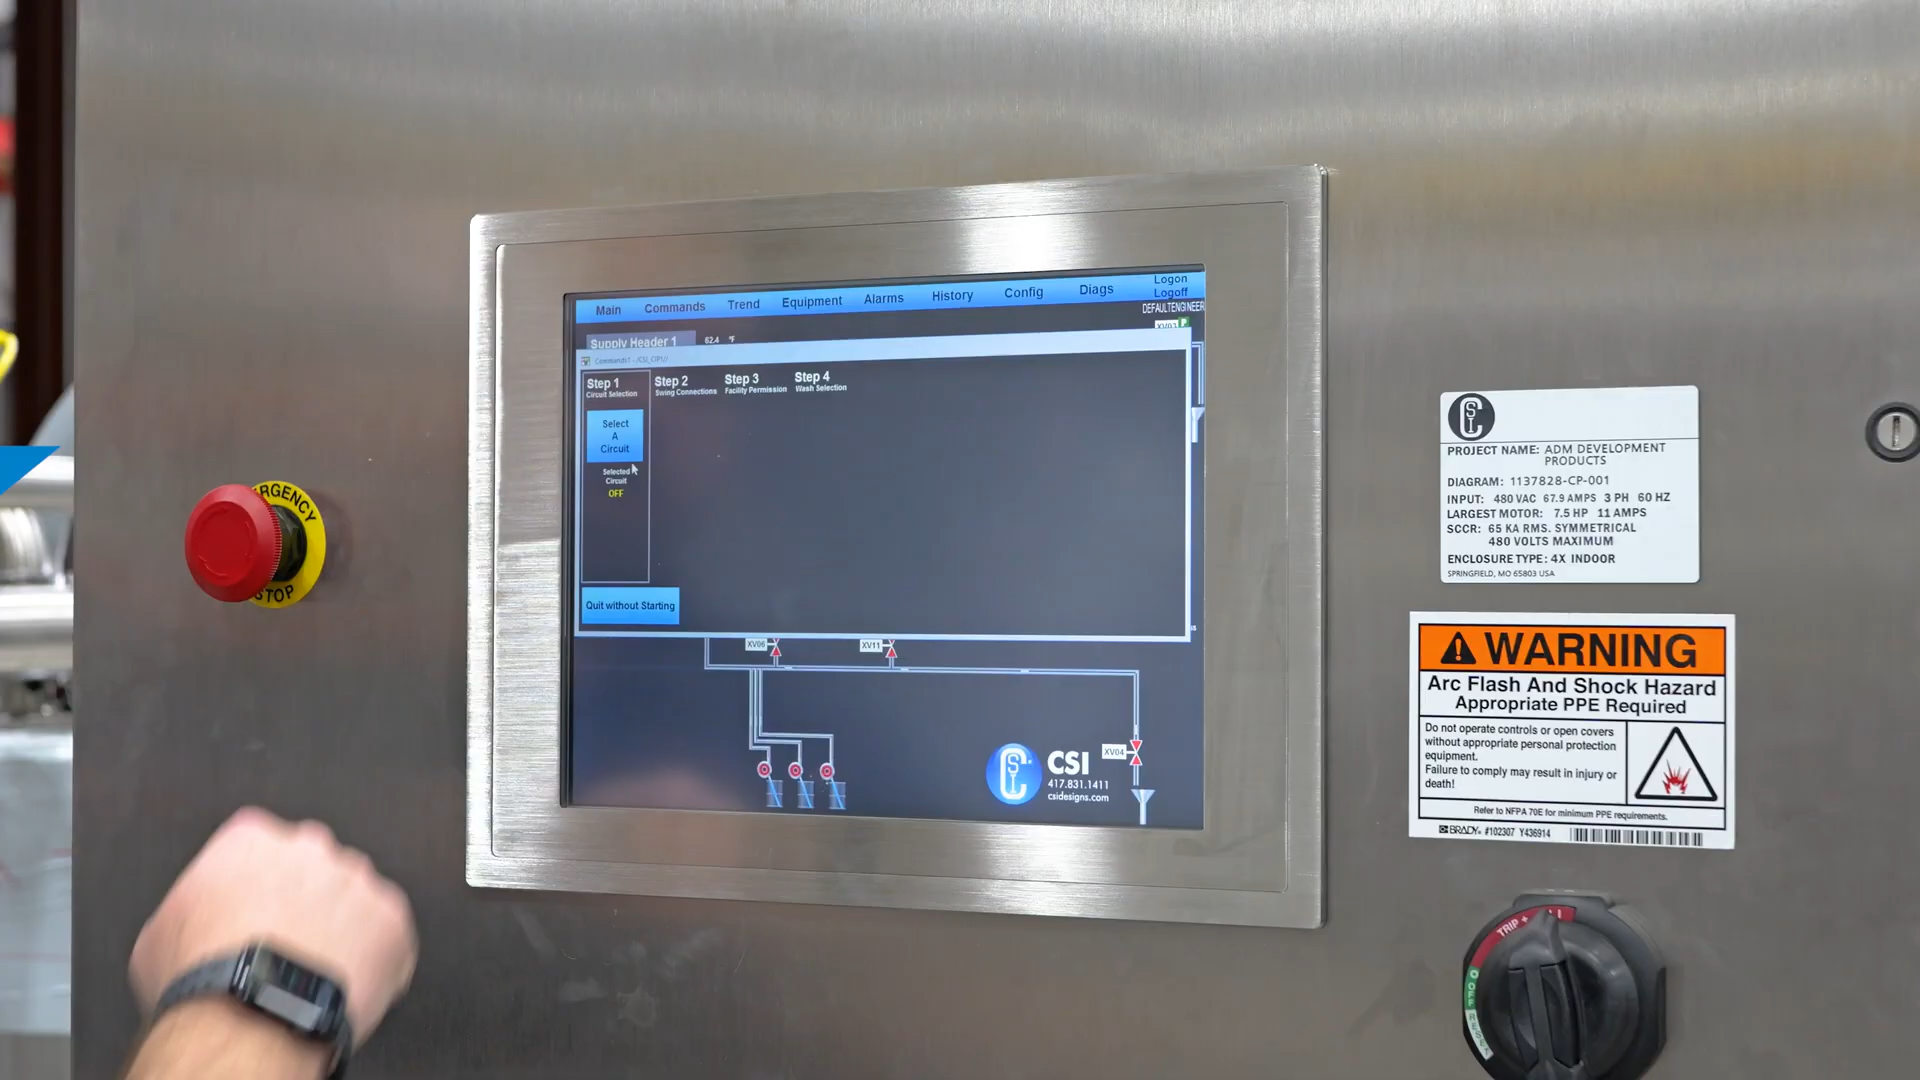 Main Commands Trend Equipment Alarms History Config Diags Logon
Logoff
DEFAULTENGINEER
Supply Header 1 62.4 °F
XV03 P
Step 1
Circuit Selection
Step 2
Swing Connections
Step 3
Facility Permission
Step 4
Wash Selection
Select
A
Circuit
Selected
Circuit
OFF
Quit without Starting
XV06
XV11
XV04
CSI
417.831.1411
csidesigns.com
STOP
PROJECT NAME: ADM DEVELOPMENT
PRODUCTS
DIAGRAM: 1137828-CP-001
INPUT: 480 VAC 67.9 AMPS 3 PH 60 HZ
LARGEST MOTOR: 7.5 HP 11 AMPS
SCCR: 65 KA RMS. SYMMETRICAL
480 VOLTS MAXIMUM
ENCLOSURE TYPE: 4X INDOOR
SPRINGFIELD, MO 65803 USA
WARNING
Arc Flash And Shock Hazard
Appropriate PPE Required
Do not operate controls or open covers
without appropriate personal protection
equipment.
Failure to comply may result in injury or
death!
Refer to NFPA 70E for minimum PPE requirements.
BRADY #102307 Y436914
TRIP
OFF